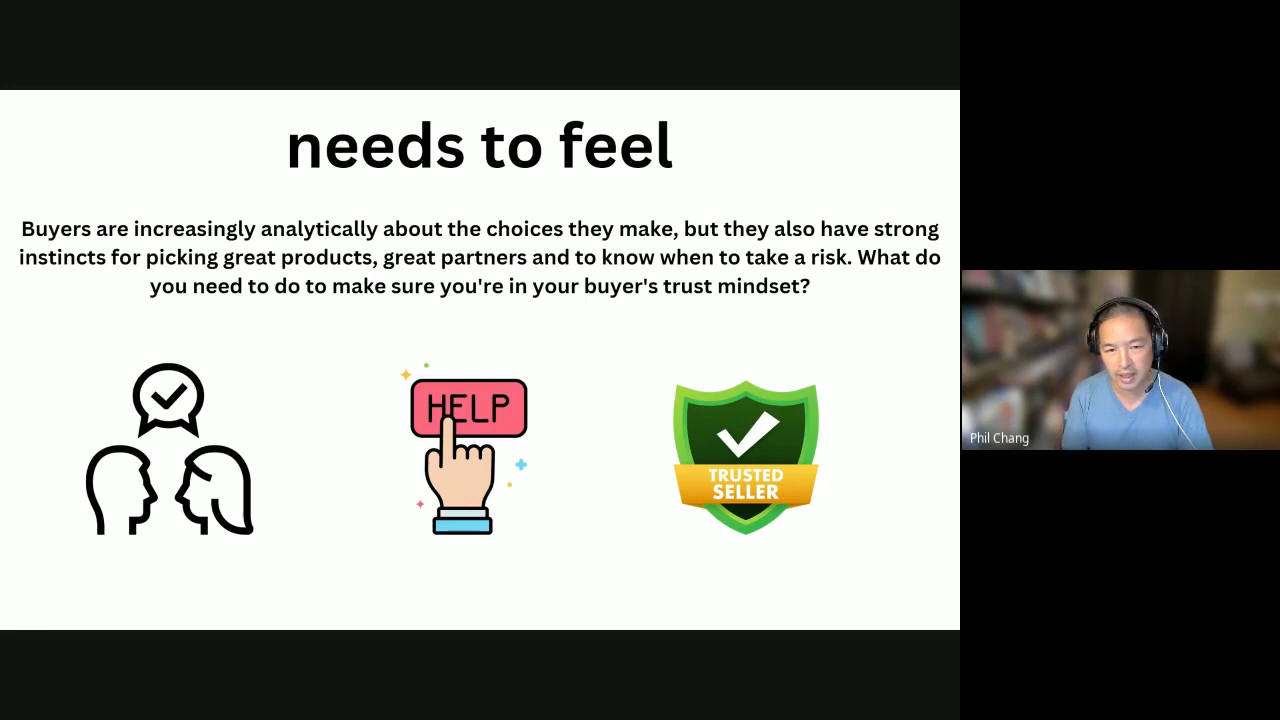 needs to feel
Buyers are increasingly analytically about the choices they make, but they also have strong
instincts for picking great products, great partners and to know when to take a risk. What do
you need to do to make sure you're in your buyer's trust mindset?
HELP
TRUSTED
SELLER
Phil Chang